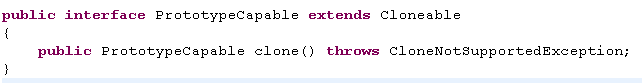 public interface PrototypeCapable extends Cloneable
{
    public PrototypeCapable clone() throws CloneNotSupportedException;
}